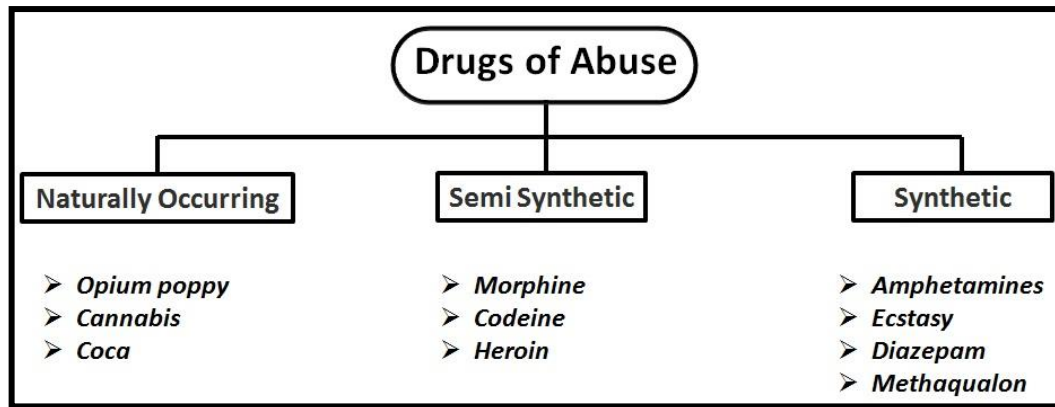 Drugs of Abuse
Naturally Occurring
Semi Synthetic
Synthetic
➢ Opium poppy
➢ Cannabis
➢ Coca
➢ Morphine
➢ Codeine
➢ Heroin
➢ Amphetamines
➢ Ecstasy
➢ Diazepam
➢ Methaqualon